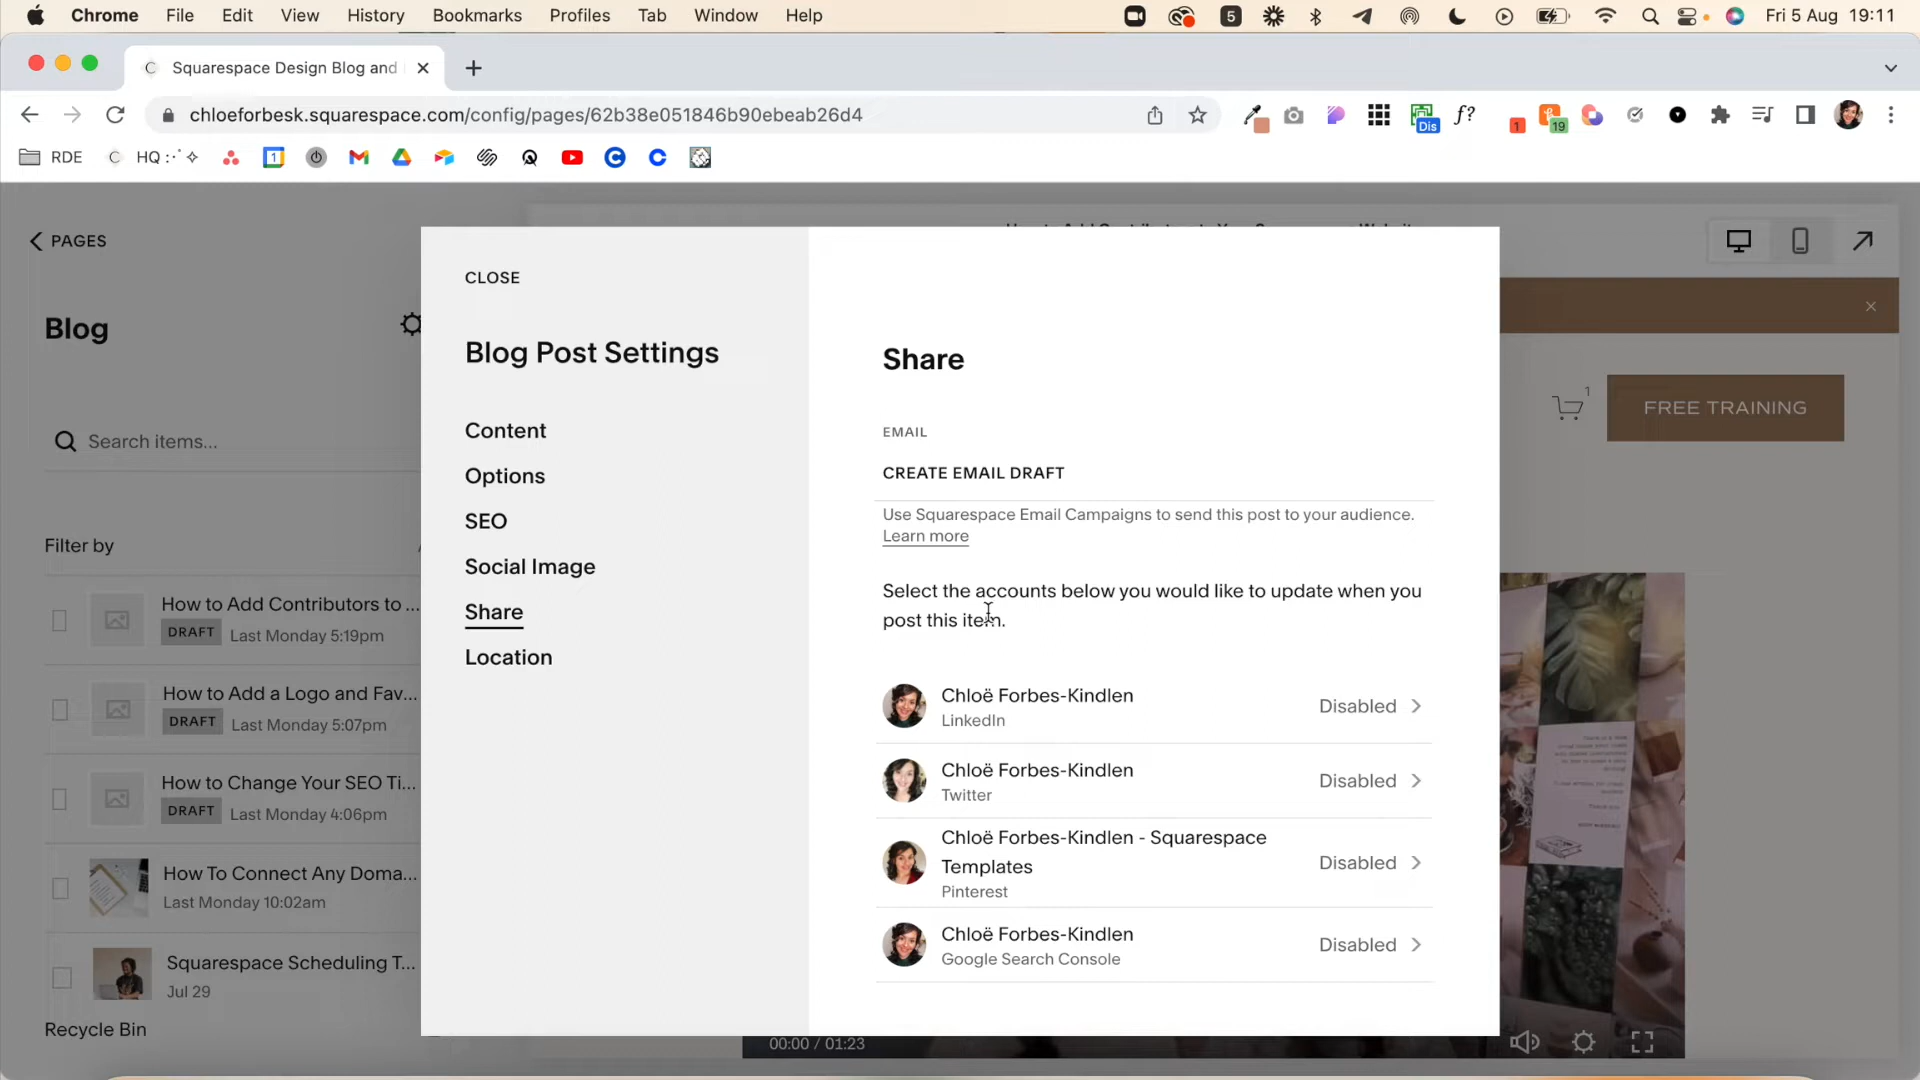 Chrome File Edit View History Bookmarks Profiles Tab Window Help 5 Fri 5 Aug 19:11
Squarespace Design Blog and
chloeforbesk.squarespace.com/config/pages/62b38e051846b90ebeab26d4 Dis f? 1 19
RDE HQ 1
PAGES
Blog
Search items...
Filter by
How to Add Contributors to ...
DRAFT Last Monday 5:19pm
How to Add a Logo and Fav...
DRAFT Last Monday 5:07pm
How to Change Your SEO Ti...
DRAFT Last Monday 4:06pm
How To Connect Any Doma...
Last Monday 10:02am
Squarespace Scheduling T...
Jul 29
Recycle Bin
CLOSE
Blog Post Settings
Content
Options
SEO
Social Image
Share
Location
Share
EMAIL
CREATE EMAIL DRAFT
Use Squarespace Email Campaigns to send this post to your audience.
Learn more
Select the accounts below you would like to update when you
post this item.
Chloë Forbes-Kindlen
LinkedIn
Disabled
Chloë Forbes-Kindlen
Twitter
Disabled
Chloë Forbes-Kindlen - Squarespace
Templates
Pinterest
Disabled
Chloë Forbes-Kindlen
Google Search Console
Disabled
1
FREE TRAINING
00:00 / 01:23